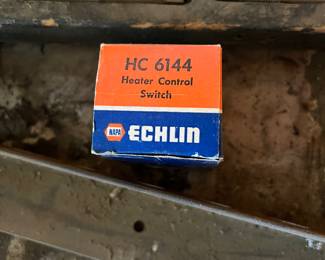 HC 6144
Heater Control
Switch
NAPA ECHLIN